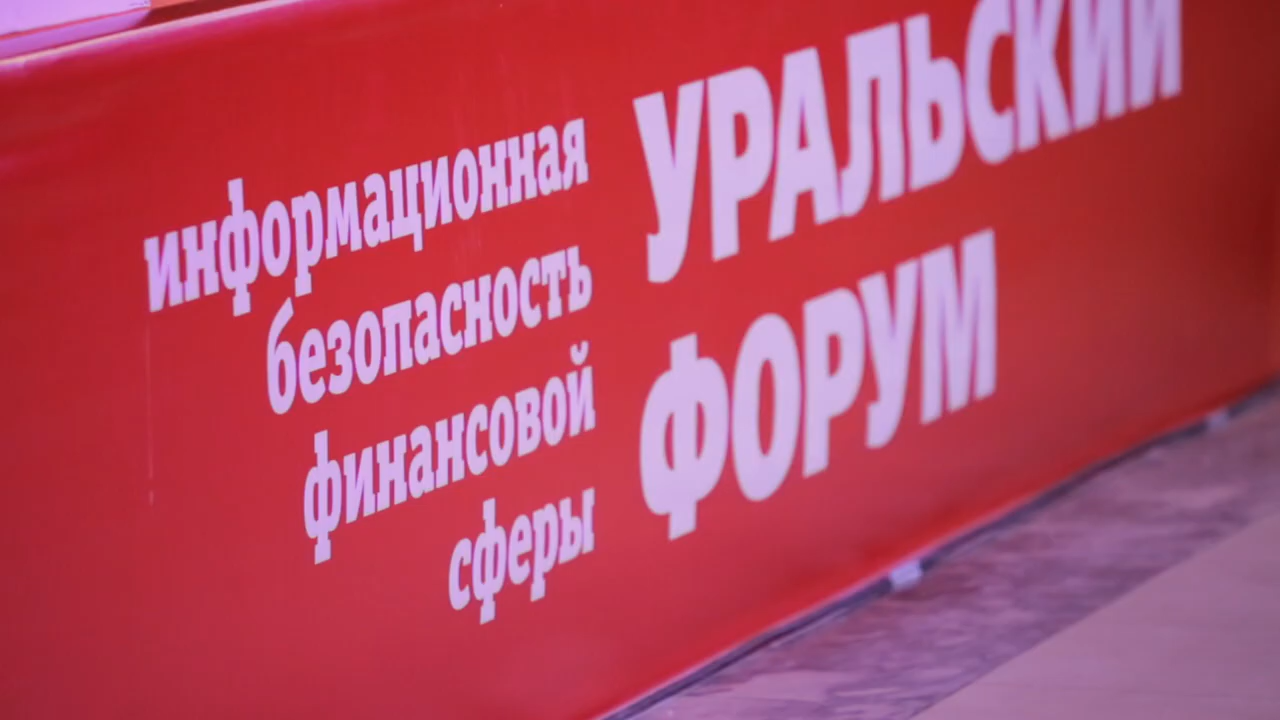 информационная
безопасность
финансовой
сферы
УРАЛЬСКИЙ
ФОРУМ